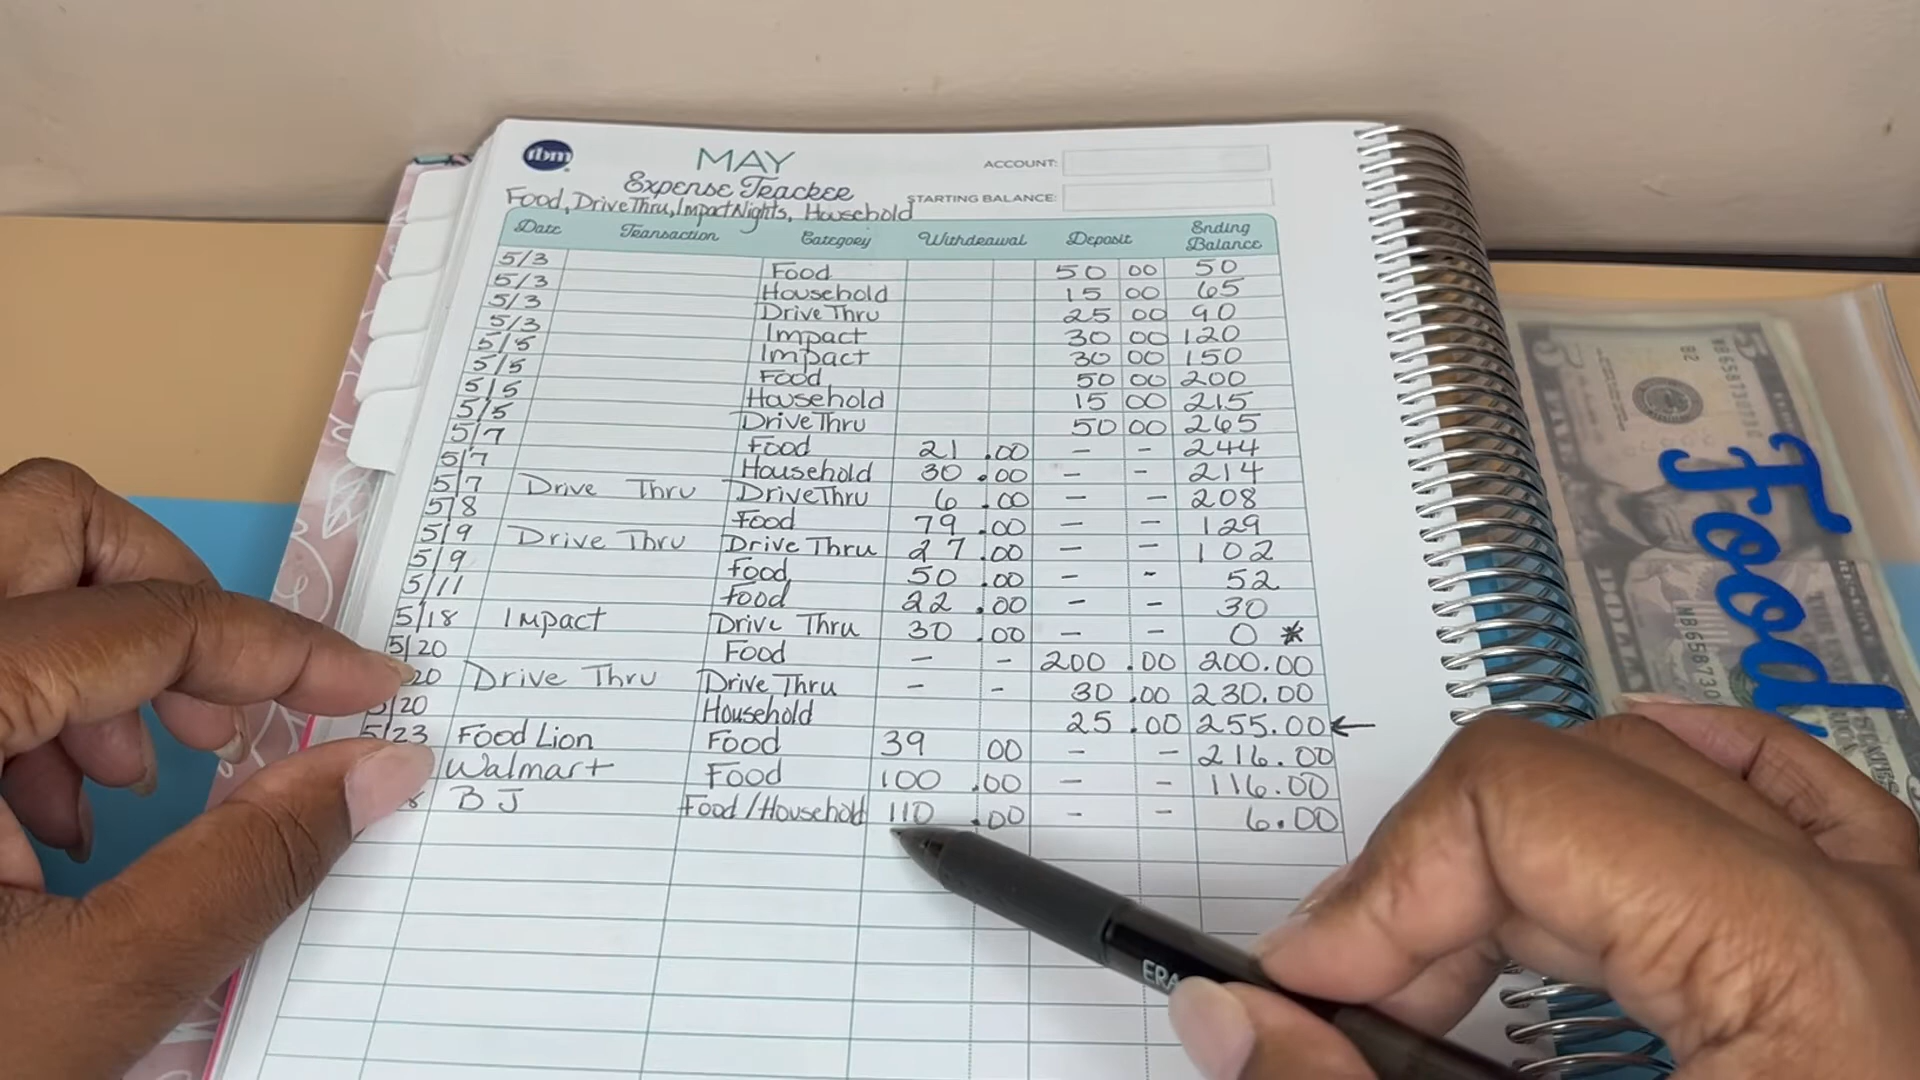 tbm
MAY
Expense Tracker
Food, Drive Thru, Impact Nights, Household
ACCOUNT:
STARTING BALANCE:
Date Transaction Category Withdrawal Deposit Ending Balance
5/3 Food 50 00 50
5/3 Household 15 00 65
5/3 Drive Thru 25 00 90
5/3 Impact 30 00 120
5/5 Impact 30 00 150
5/5 Food 50 00 200
5/5 Household 15 00 215
5/5 Drive Thru 50 00 265
5/7 Food 21 .00 - - 244
5/7 Household 30 .00 - - 214
5/7 Drive Thru Drive Thru 6 .00 - - 208
5/8 Food 79 .00 - - 129
5/9 Drive Thru Drive Thru 27 .00 - - 102
5/9 Food 50 .00 - - 52
5/11 Food 22 .00 - - 30
5/18 Impact Drive Thru 30 .00 - - 0 *
5/20 Food - - 200 .00 200.00
/20 Drive Thru Drive Thru - - 30 .00 230.00
5/20 Household 25 .00 255.00 ←
5/23 Food Lion Food 39 00 - - 216.00
Walmart Food 100 .00 - - 116.00
8 BJ Food/Household 110 .00 - - 6.00
ERA
Food